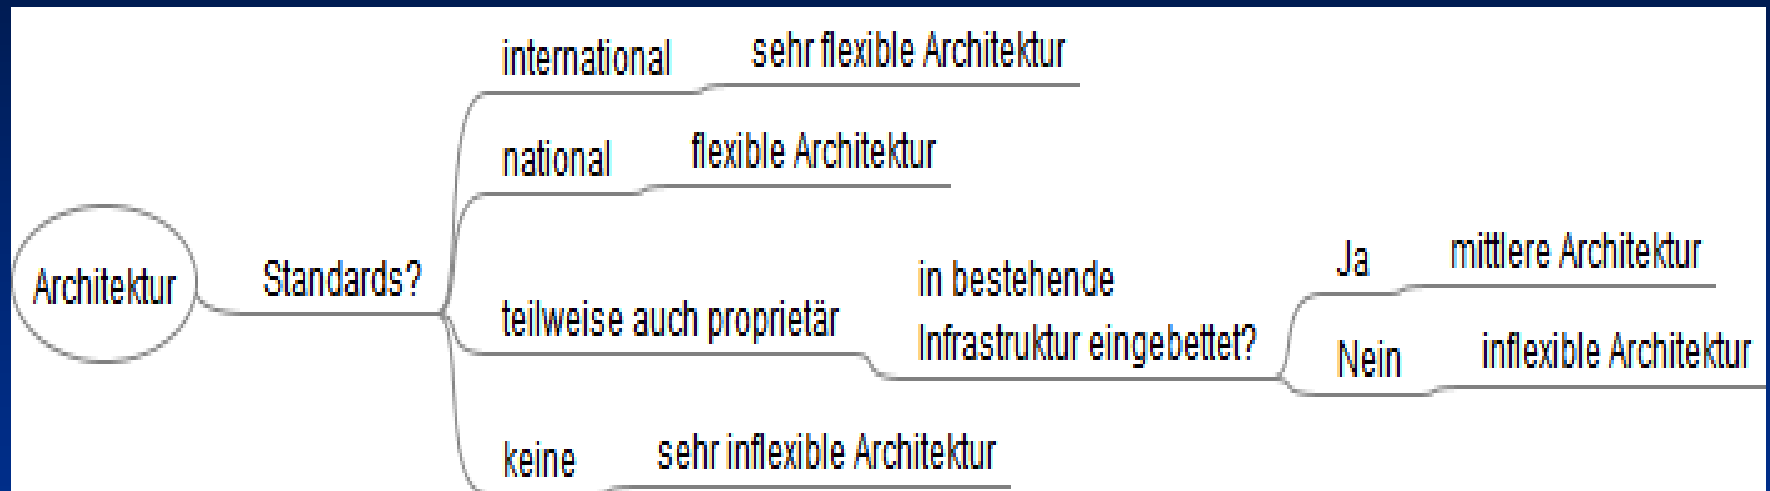 international
sehr flexible Architektur
national
flexible Architektur
Architektur
Standards?
teilweise auch proprietär
in bestehende
Infrastruktur eingebettet?
Ja
mittlere Architektur
Nein
inflexible Architektur
keine
sehr inflexible Architektur